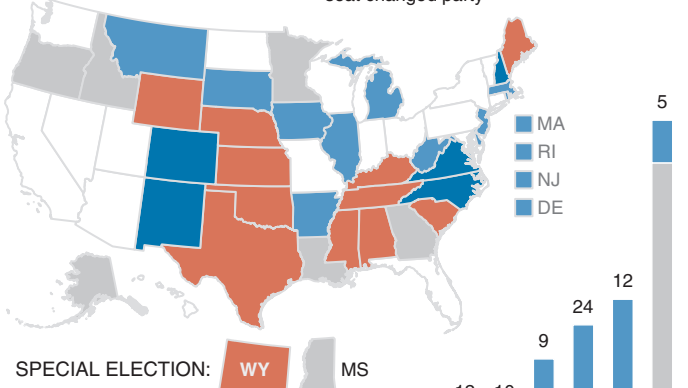 seat changed party
MA
RI
NJ
DE
5
12
24
9
SPECIAL ELECTION: WY MS